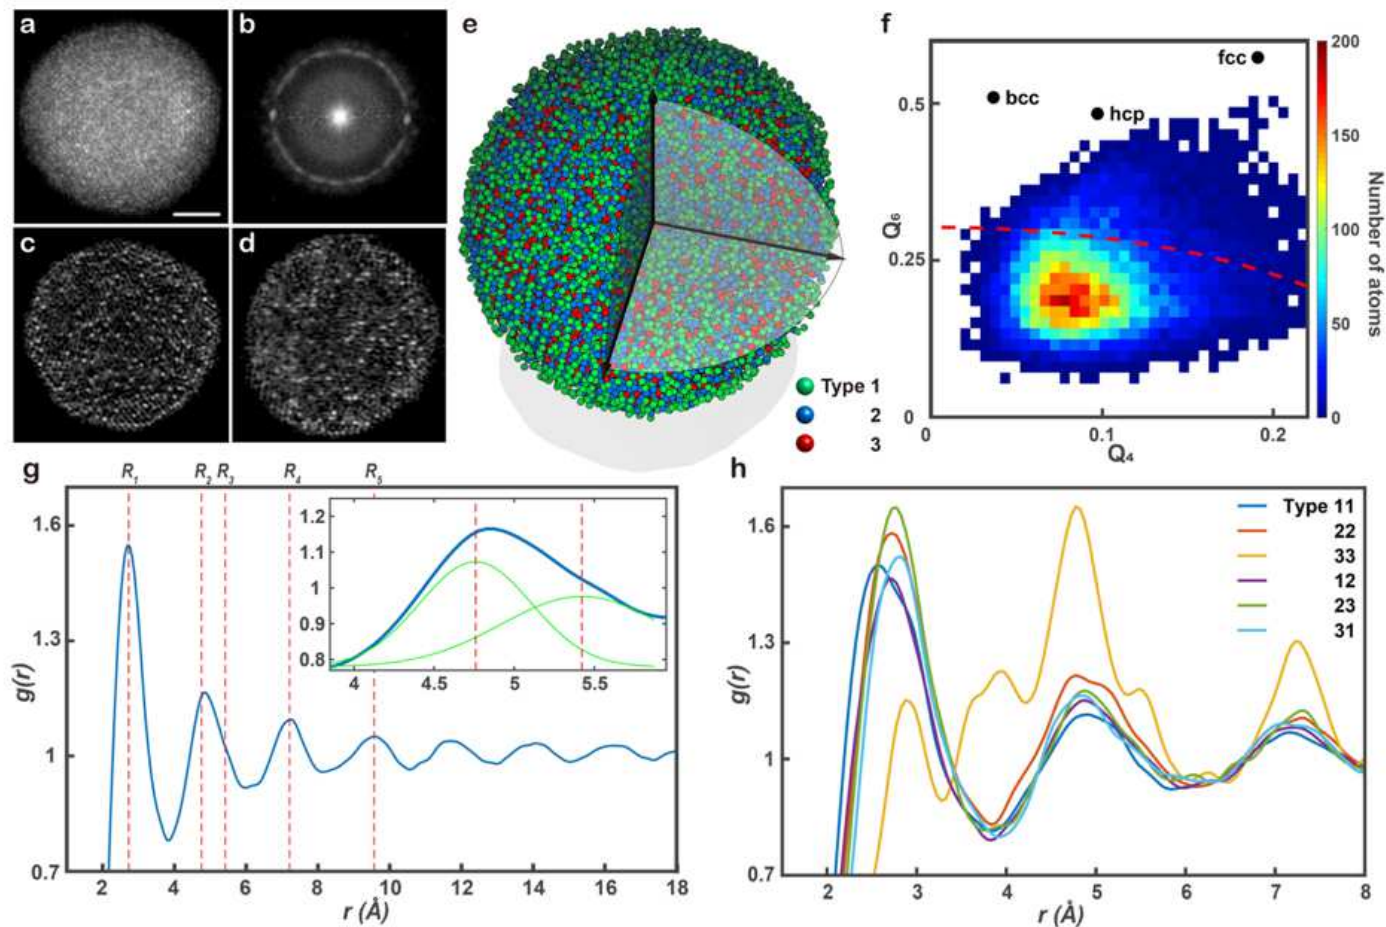 a
b
c
d
e
Type 1
2
3
f
fcc
bcc
hcp
Q₆
0.5
0.25
0
0
0.1
0.2
Q₄
200
150
100
50
0
Number of atoms
g
R₁ R₂ R₃ R₄ R₅
g(r)
1.6
1.3
1
0.7
2 4 6 8 10 12 14 16 18
r (Å)
1.2
1.1
1
0.9
0.8
4 4.5 5 5.5
h
Type 11
22
33
12
23
31
g(r)
1.6
1.3
1
0.7
2 3 4 5 6 7 8
r (Å)